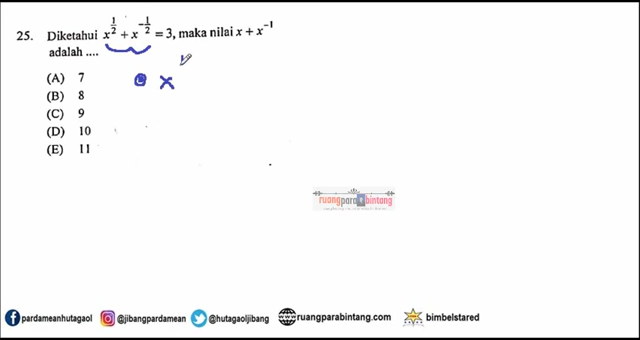 25. Diketahui x^{1/2} + x^{-1/2} = 3, maka nilai x + x^{-1}
adalah ....
(A) 7
(B) 8
(C) 9
(D) 10
(E) 11
x
ruangparabintang
pardameanhutagaol @jibangpardamean @hutagaoljibang ruangparabintang.com bimbelstared